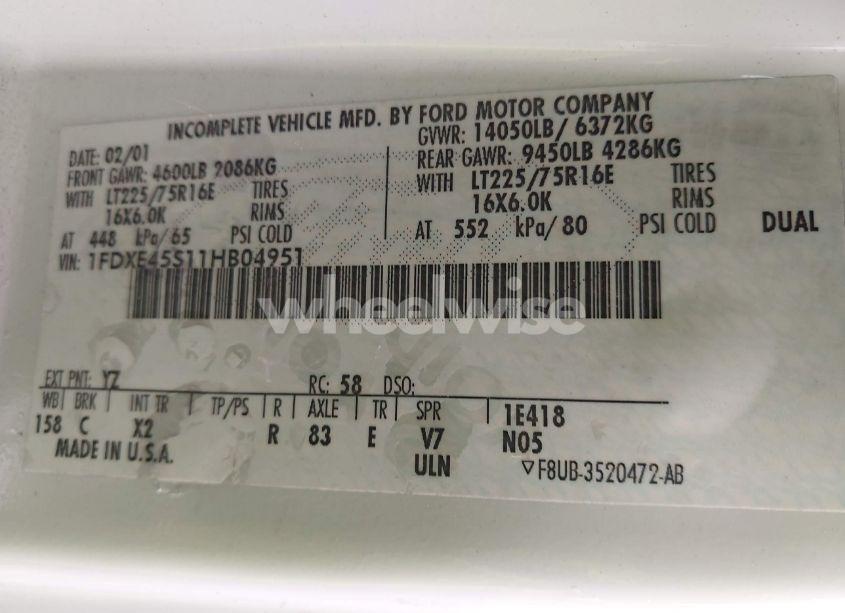 INCOMPLETE VEHICLE MFD. BY FORD MOTOR COMPANY
DATE: 02/01 GVWR: 14050LB/ 6372KG
FRONT GAWR: 4600LB 2086KG REAR GAWR: 9450LB 4286KG
WITH LT225/75R16E TIRES WITH LT225/75R16E TIRES
16X6.0K RIMS 16X6.0K RIMS
AT 448 kPa/65 PSI COLD AT 552 kPa/80 PSI COLD DUAL
VIN: 1FDXE45S11HB04951
wheelwise
EXT PNT: YZ RC: 58 DSO:
WB BRK INT TR TP/PS R AXLE TR SPR 1E418
158 C X2 R 83 E V7 N05
MADE IN U.S.A. ULN ▽F8UB-3520472-AB